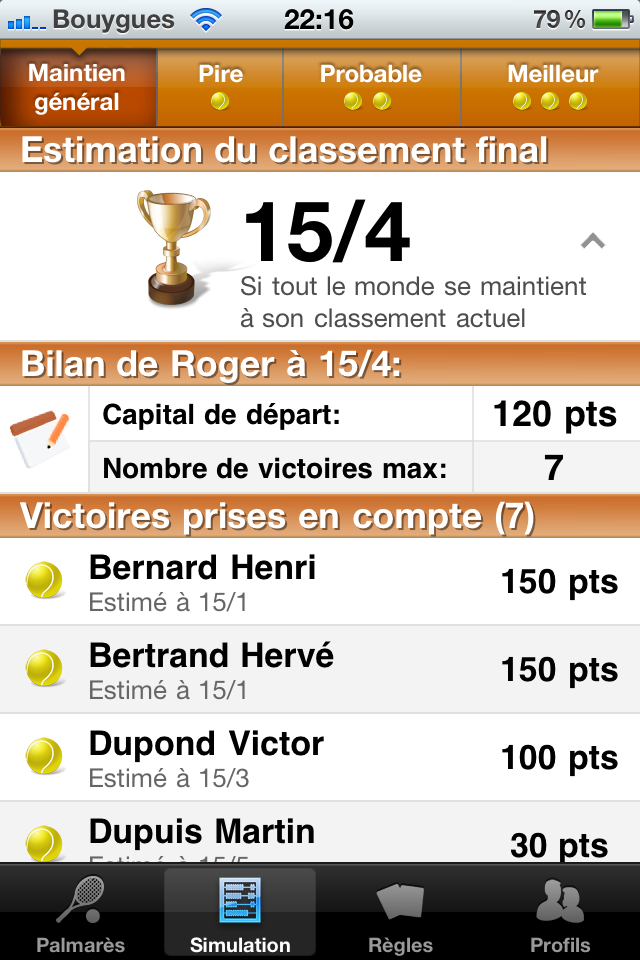 Bouygues 22:16 79 %
Maintien général
Pire
Probable
Meilleur
Estimation du classement final
15/4
Si tout le monde se maintient
à son classement actuel
Bilan de Roger à 15/4:
Capital de départ: 120 pts
Nombre de victoires max: 7
Victoires prises en compte (7)
Bernard Henri 150 pts
Estimé à 15/1
Bertrand Hervé 150 pts
Estimé à 15/1
Dupond Victor 100 pts
Estimé à 15/3
Dupuis Martin 30 pts
Estimé à 15/5
Palmarès Simulation Règles Profils